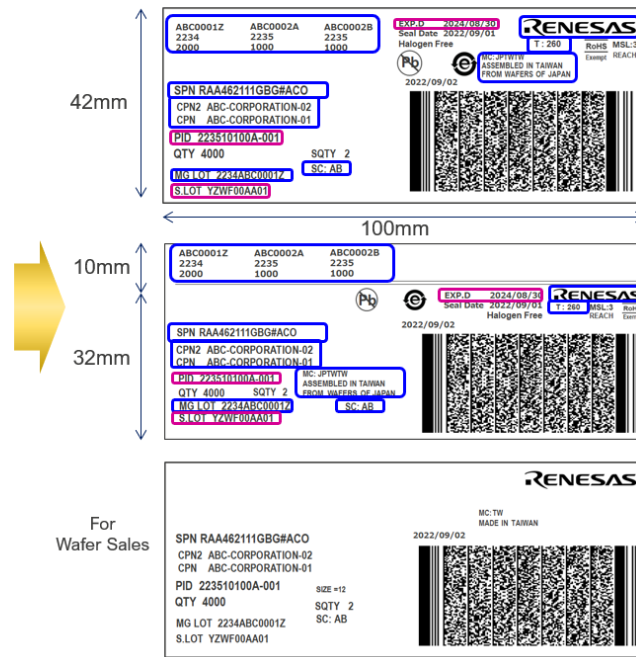 ABC0001Z ABC0002A ABC0002B
2234 2235 2235
2000 1000 1000
EXP.D 2024/08/30
Seal Date 2022/09/01
Halogen Free
RENESAS
T : 260
RoHS MSL:3
Exempt REACH
Pb
e
MC: JPTWTW
ASSEMBLED IN TAIWAN
FROM WAFERS OF JAPAN
2022/09/02
SPN RAA462111GBG#ACO
CPN2 ABC-CORPORATION-02
CPN ABC-CORPORATION-01
PID 223510100A-001
QTY 4000 SQTY 2
MG LOT 2234ABC0001Z SC: AB
S.LOT YZWF00AA01
42mm
100mm
10mm
32mm
ABC0001Z ABC0002A ABC0002B
2234 2235 2235
2000 1000 1000
Pb
e
EXP.D 2024/08/30
Seal Date 2022/09/01
Halogen Free
RENESAS
T : 260 MSL:3 RoHS
REACH
2022/09/02
SPN RAA462111GBG#ACO
CPN2 ABC-CORPORATION-02
CPN ABC-CORPORATION-01
PID 223510100A-001
MC: JPTWTW
ASSEMBLED IN TAIWAN
FROM WAFERS OF JAPAN
QTY 4000 SQTY 2
MG LOT 2234ABC0001Z SC: AB
S.LOT YZWF00AA01
For
Wafer Sales
RENESAS
MC: TW
MADE IN TAIWAN
2022/09/02
SPN RAA462111GBG#ACO
CPN2 ABC-CORPORATION-02
CPN ABC-CORPORATION-01
PID 223510100A-001 SIZE =12
QTY 4000 SQTY 2
MG LOT 2234ABC0001Z SC: AB
S.LOT YZWF00AA01